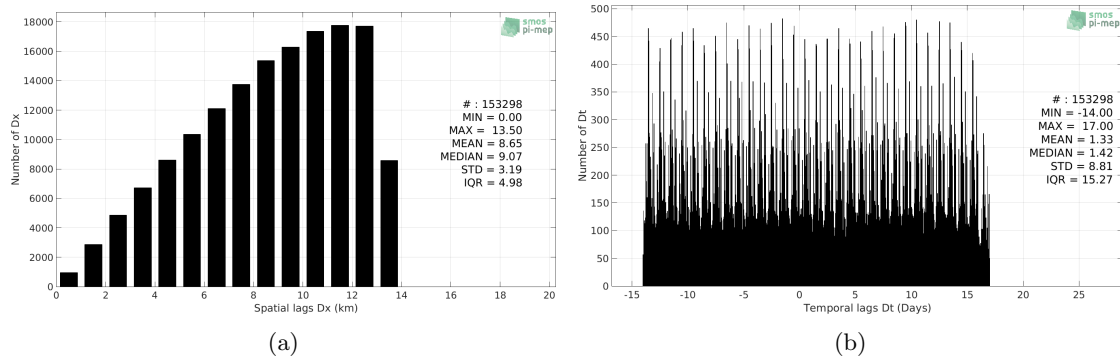 18000
16000
14000
12000
10000
8000
6000
4000
2000
0
Number of Dx
smos
pi-mep
# : 153298
MIN = 0.00
MAX = 13.50
MEAN = 8.65
MEDIAN = 9.07
STD = 3.19
IQR = 4.98
0 2 4 6 8 10 12 14 16 18 20
Spatial lags Dx (km)
(a)
500
450
400
350
300
250
200
150
100
50
0
Number of Dt
smos
pi-mep
# : 153298
MIN = -14.00
MAX = 17.00
MEAN = 1.33
MEDIAN = 1.42
STD = 8.81
IQR = 15.27
-15 -10 -5 0 5 10 15 20 25
Temporal lags Dt (Days)
(b)